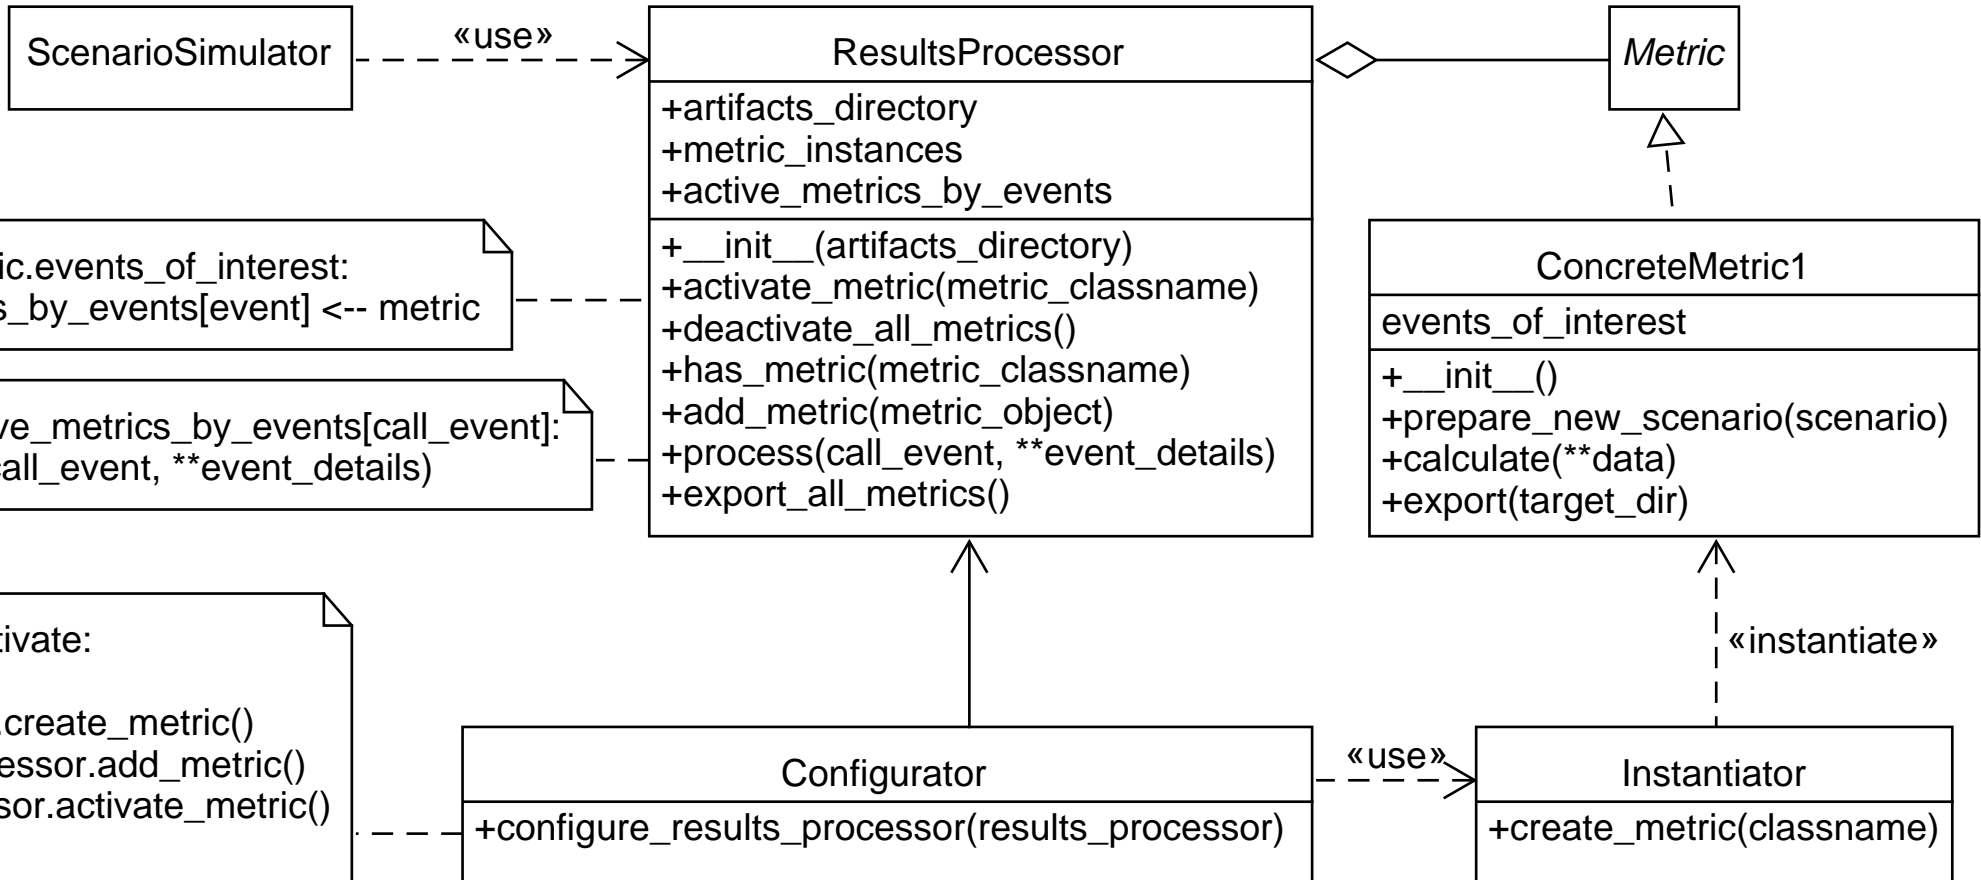 ScenarioSimulator
«use»
ResultsProcessor
+artifacts_directory
+metric_instances
+active_metrics_by_events
+__init__(artifacts_directory)
+activate_metric(metric_classname)
+deactivate_all_metrics()
+has_metric(metric_classname)
+add_metric(metric_object)
+process(call_event, **event_details)
+export_all_metrics()
Metric
ConcreteMetric1
events_of_interest
+__init__()
+prepare_new_scenario(scenario)
+calculate(**data)
+export(target_dir)
ic.events_of_interest:
s_by_events[event] <-- metric
ve_metrics_by_events[call_event]:
call_event, **event_details)
tivate:
.create_metric()
essor.add_metric()
sor.activate_metric()
Configurator
+configure_results_processor(results_processor)
«use»
«instantiate»
Instantiator
+create_metric(classname)